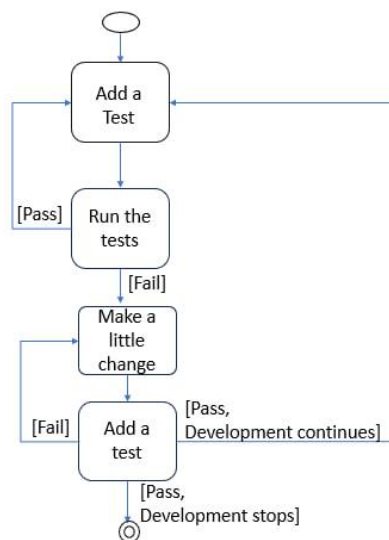 Add a
Test
[Pass]
Run the
tests
[Fail]
Make a
little
change
[Fail]
Add a
test
[Pass,
Development continues]
[Pass,
Development stops]